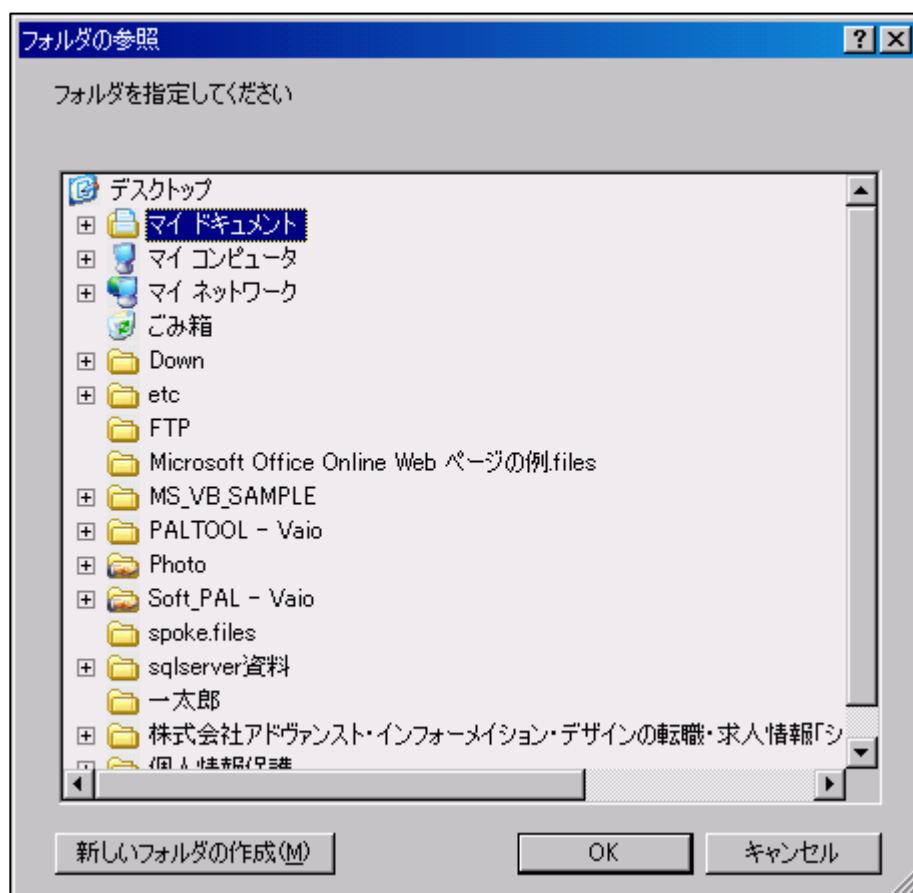 フォルダの参照
フォルダを指定してください
デスクトップ
マイ ドキュメント
マイ コンピュータ
マイ ネットワーク
ごみ箱
Down
etc
FTP
Microsoft Office Online Web ページの例.files
MS_VB_SAMPLE
PALTOOL - Vaio
Photo
Soft_PAL - Vaio
spoke.files
sqlserver資料
一太郎
株式会社アドヴァンスト・インフォーメイション・デザインの転職・求人情報「シ
個人情報保護
新しいフォルダの作成(M)
OK
キャンセル